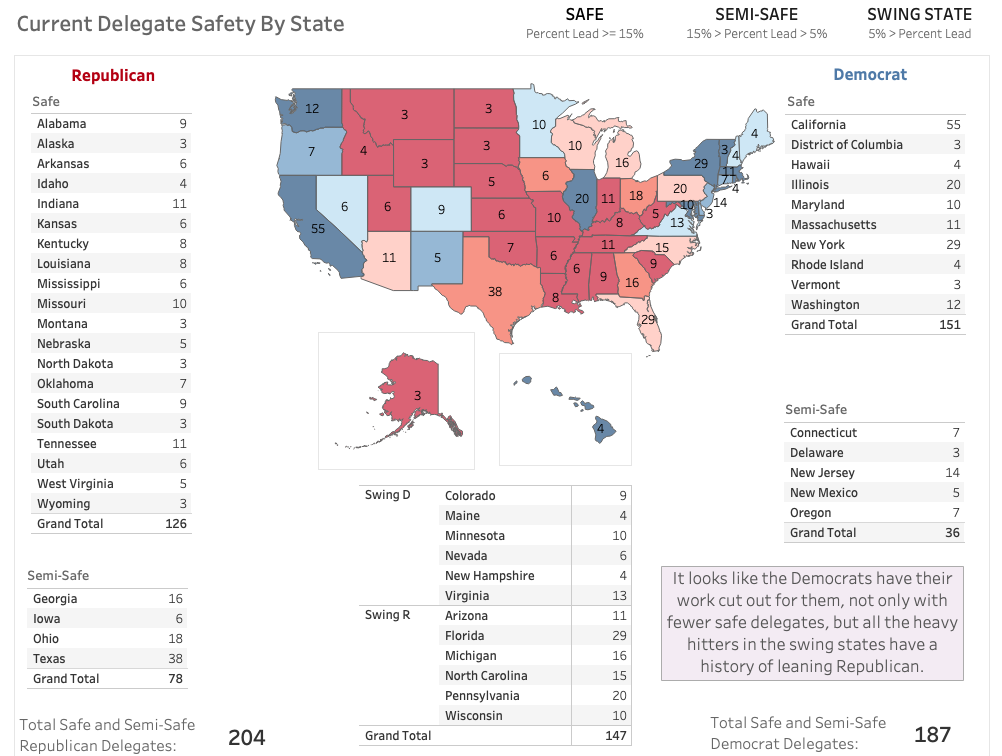 Current Delegate Safety By State
SAFE
Percent Lead >= 15%
SEMI-SAFE
15% > Percent Lead > 5%
SWING STATE
5% > Percent Lead
Republican
Safe
Alabama 9
Alaska 3
Arkansas 6
Idaho 4
Indiana 11
Kansas 6
Kentucky 8
Louisiana 8
Mississippi 6
Missouri 10
Montana 3
Nebraska 5
North Dakota 3
Oklahoma 7
South Carolina 9
South Dakota 3
Tennessee 11
Utah 6
West Virginia 5
Wyoming 3
Grand Total 126
Semi-Safe
Georgia 16
Iowa 6
Ohio 18
Texas 38
Grand Total 78
Total Safe and Semi-Safe
Republican Delegates: 204
12
3
3
10
4
7
4
3
3
10
16
29
3
4
11
7
4
6
20
14
55
6
6
9
5
20
11
18
10
3
6
10
8
5
13
11
5
7
6
11
15
38
6
9
16
9
8
29
3
4
Swing D Colorado 9
Maine 4
Minnesota 10
Nevada 6
New Hampshire 4
Virginia 13
Swing R Arizona 11
Florida 29
Michigan 16
North Carolina 15
Pennsylvania 20
Wisconsin 10
Grand Total 147
Democrat
Safe
California 55
District of Columbia 3
Hawaii 4
Illinois 20
Maryland 10
Massachusetts 11
New York 29
Rhode Island 4
Vermont 3
Washington 12
Grand Total 151
Semi-Safe
Connecticut 7
Delaware 3
New Jersey 14
New Mexico 5
Oregon 7
Grand Total 36
It looks like the Democrats have their
work cut out for them, not only with
fewer safe delegates, but all the heavy
hitters in the swing states have a
history of leaning Republican.
Total Safe and Semi-Safe
Democrat Delegates: 187